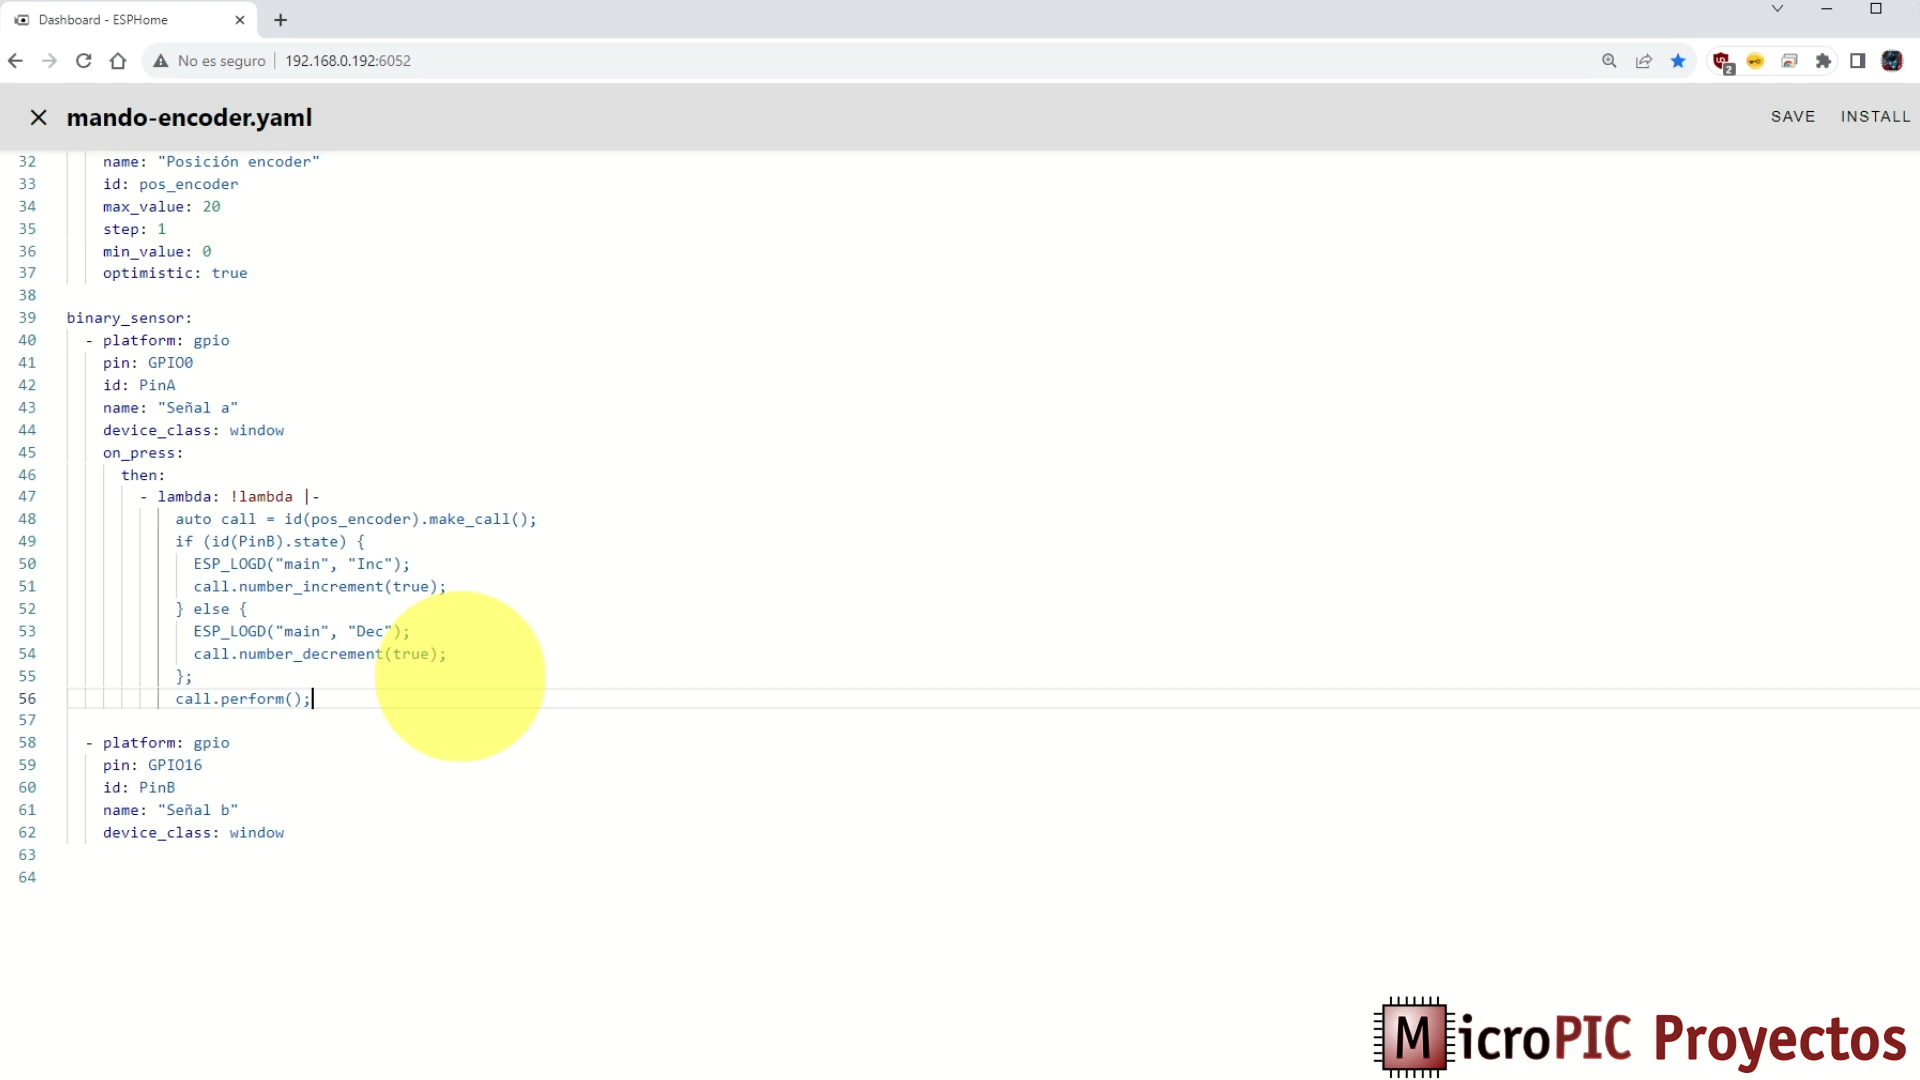 Dashboard - ESPHome
No es seguro 192.168.0.192:6052
2
mando-encoder.yaml
SAVE INSTALL
32 name: "Posición encoder"
33 id: pos_encoder
34 max_value: 20
35 step: 1
36 min_value: 0
37 optimistic: true
38
39 binary_sensor:
40 - platform: gpio
41 pin: GPIO0
42 id: PinA
43 name: "Señal a"
44 device_class: window
45 on_press:
46 then:
47 - lambda: !lambda |-
48 auto call = id(pos_encoder).make_call();
49 if (id(PinB).state) {
50 ESP_LOGD("main", "Inc");
51 call.number_increment(true);
52 } else {
53 ESP_LOGD("main", "Dec");
54 call.number_decrement(true);
55 };
56 call.perform();
57
58 - platform: gpio
59 pin: GPIO16
60 id: PinB
61 name: "Señal b"
62 device_class: window
63
64
MicroPIC Proyectos